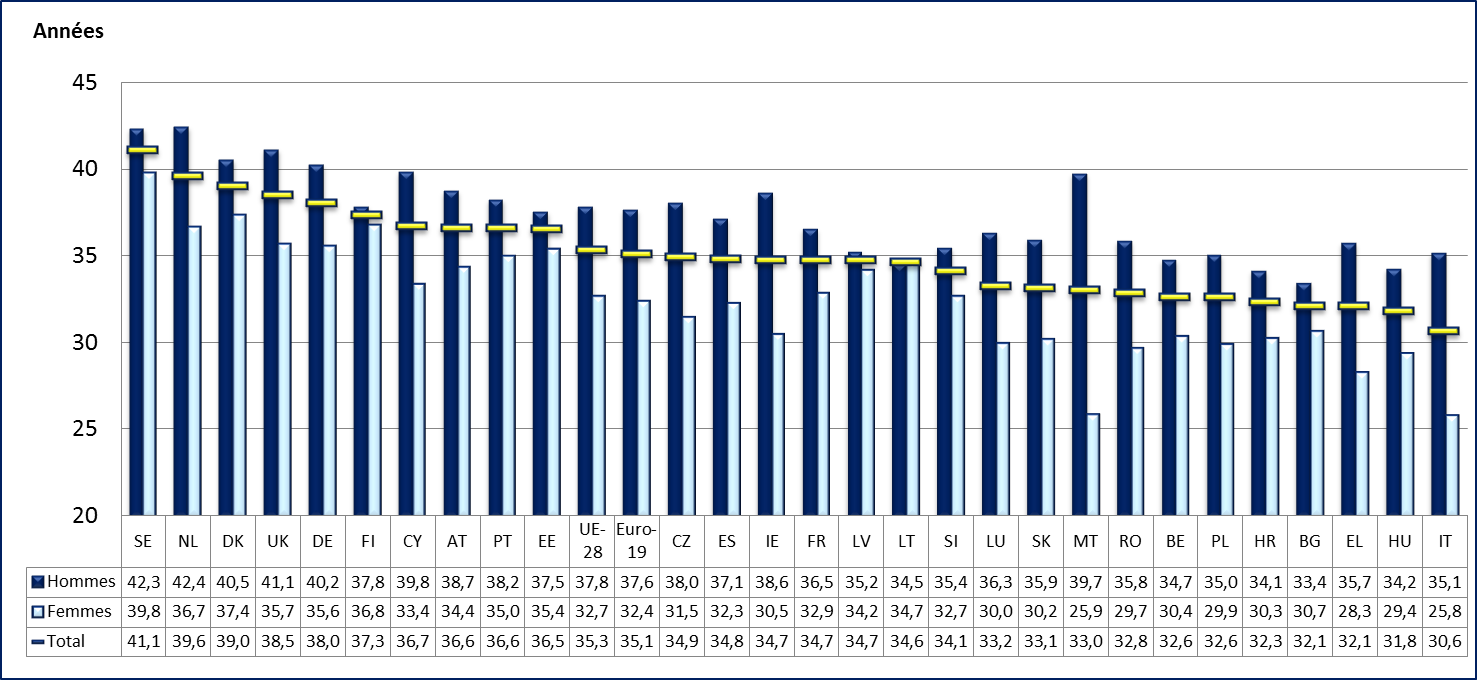 Années
45
40
35
30
25
20
SE NL DK UK DE FI CY AT PT EE UE-28 Euro-19 CZ ES IE FR LV LT SI LU SK MT RO BE PL HR BG EL HU IT
Hommes 42,3 42,4 40,5 41,1 40,2 37,8 39,8 38,7 38,2 37,5 37,8 37,6 38,0 37,1 38,6 36,5 35,2 34,5 35,4 36,3 35,9 39,7 35,8 34,7 35,0 34,1 33,4 35,7 34,2 35,1
Femmes 39,8 36,7 37,4 35,7 35,6 36,8 33,4 34,4 35,0 35,4 32,7 32,4 31,5 32,3 30,5 32,9 34,2 34,7 32,7 30,0 30,2 25,9 29,7 30,4 29,9 30,3 30,7 28,3 29,4 25,8
Total 41,1 39,6 39,0 38,5 38,0 37,3 36,7 36,6 36,6 36,5 35,3 35,1 34,9 34,8 34,7 34,7 34,7 34,6 34,1 33,2 33,1 33,0 32,8 32,6 32,6 32,3 32,1 32,1 31,8 30,6